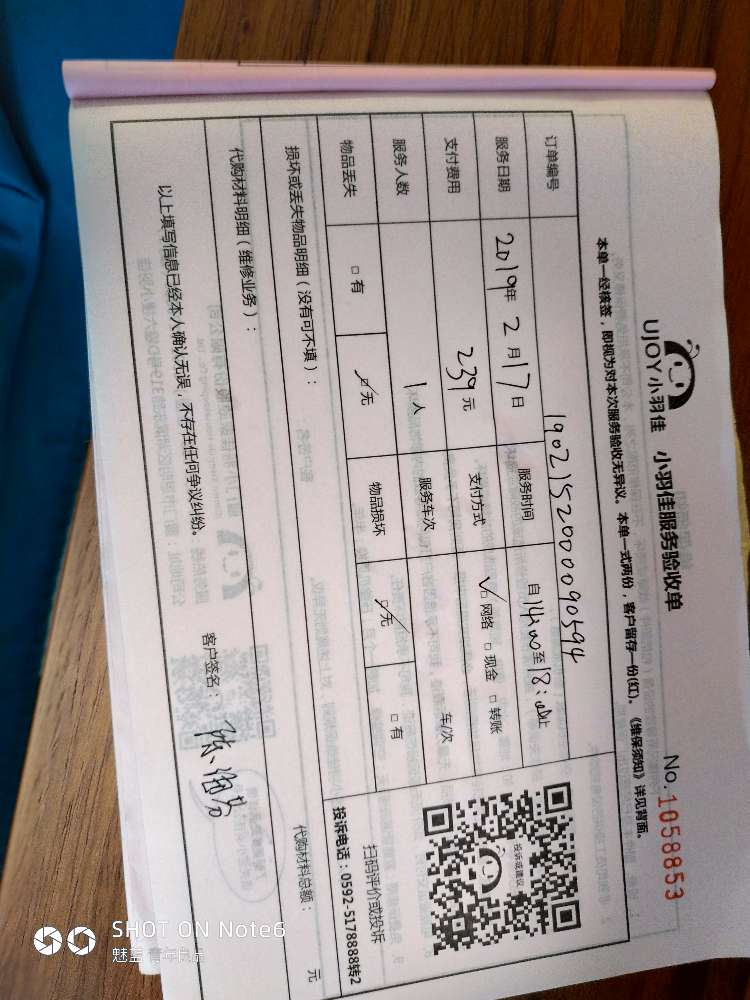 UJOY小羽佳 小羽佳服务验收单
No.1058853
本单一经核签，即视为对本次服务验收无异议。本单一式两份，客户留存一份(红)。《维保须知》详见背面。
订单编号 1902152000090594
服务日期 2019年2月17日 服务时间 自14:00至18:00止
支付费用 239元 支付方式 ☑网络 □现金 □转账
服务人数 1人 服务车次 车/次
物品丢失 □有 ☑无 物品损坏 ☑无 □有
投诉或建议
扫码评价或投诉
投诉电话：0592-5178888转2
损坏或丢失物品明细（没有可不填）：
代购材料明细（维修业务）： 代购材料总额： 元
以上填写信息已经本人确认无误，不存在任何争议纠纷。 客户签名：
SHOT ON Note6
魅蓝